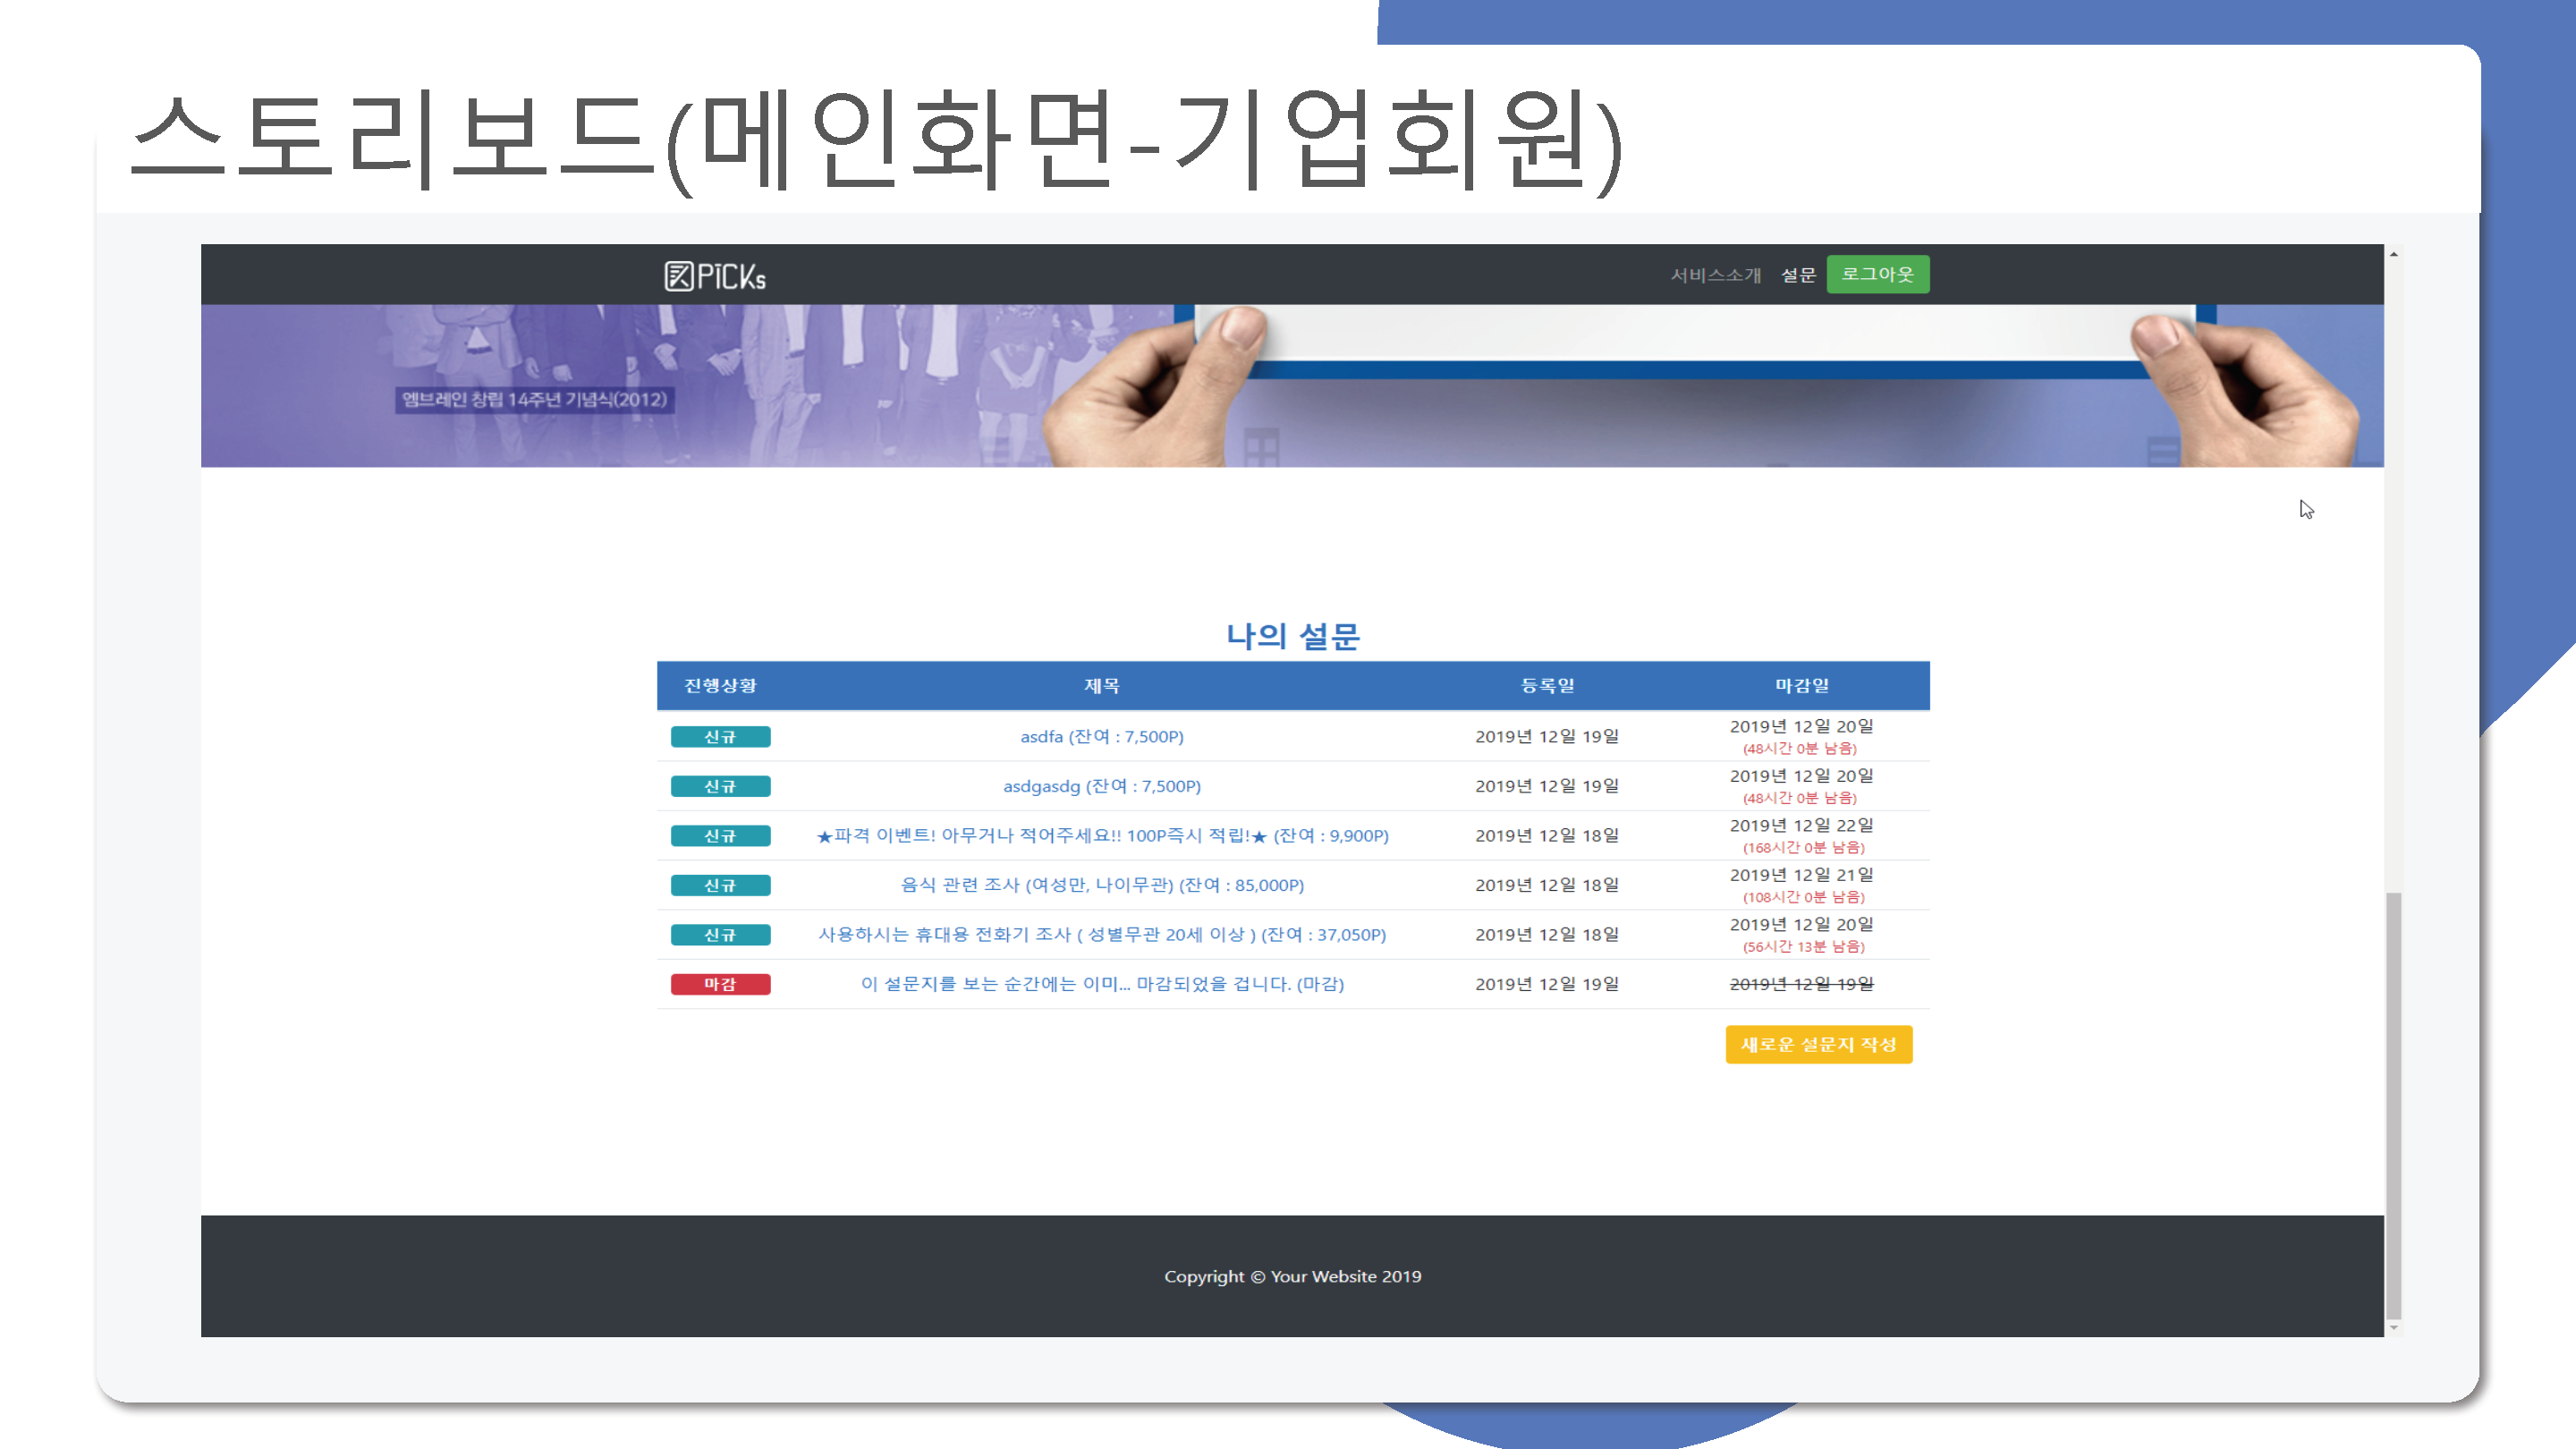 스토리보드(메인화면-기업회원)
PiCKs
서비스소개 설문 로그아웃
엠브레인 창립 14주년 기념식(2012)
나의 설문
진행상황 제목 등록일 마감일
신규 asdfa (잔여 : 7,500P) 2019년 12일 19일 2019년 12일 20일
(48시간 0분 남음)
신규 asdgasdg (잔여 : 7,500P) 2019년 12일 19일 2019년 12일 20일
(48시간 0분 남음)
신규 ★파격 이벤트! 아무거나 적어주세요!! 100P즉시 적립!★ (잔여 : 9,900P) 2019년 12일 18일 2019년 12일 22일
(168시간 0분 남음)
신규 음식 관련 조사 (여성만, 나이무관) (잔여 : 85,000P) 2019년 12일 18일 2019년 12일 21일
(108시간 0분 남음)
신규 사용하시는 휴대용 전화기 조사 ( 성별무관 20세 이상 ) (잔여 : 37,050P) 2019년 12일 18일 2019년 12일 20일
(56시간 13분 남음)
마감 이 설문지를 보는 순간에는 이미... 마감되었을 겁니다. (마감) 2019년 12일 19일 2019년 12일 19일
새로운 설문지 작성
Copyright © Your Website 2019